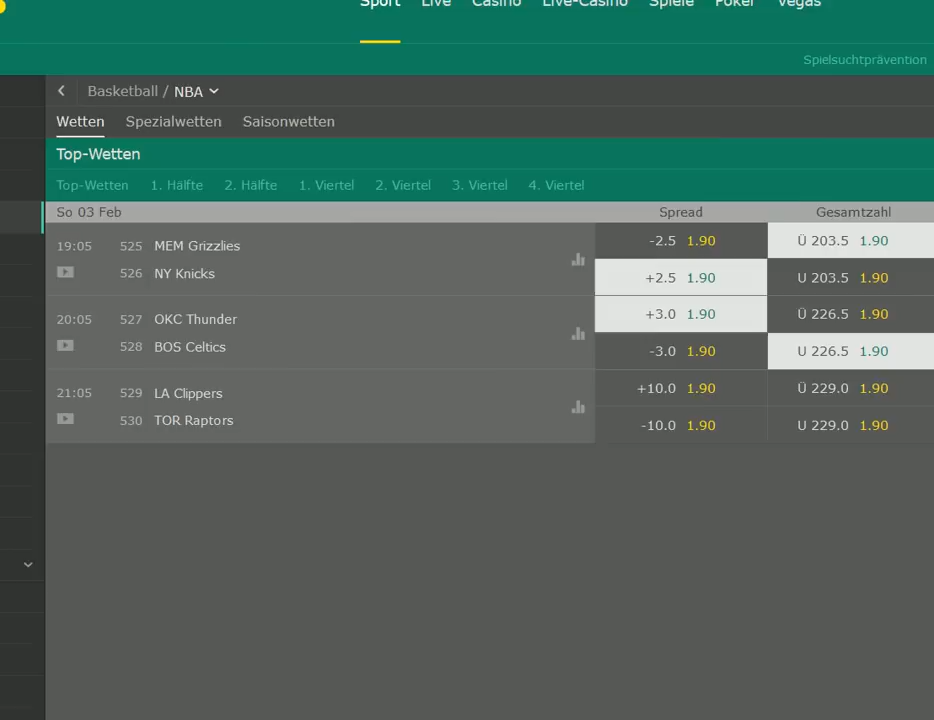 Sport Live Casino Live-Casino Spiele Poker Vegas
Spielsuchtprävention
Basketball / NBA
Wetten Spezialwetten Saisonwetten
Top-Wetten
Top-Wetten 1. Hälfte 2. Hälfte 1. Viertel 2. Viertel 3. Viertel 4. Viertel
So 03 Feb Spread Gesamtzahl
19:05 525 MEM Grizzlies -2.5 1.90 Ü 203.5 1.90
526 NY Knicks +2.5 1.90 U 203.5 1.90
20:05 527 OKC Thunder +3.0 1.90 Ü 226.5 1.90
528 BOS Celtics -3.0 1.90 U 226.5 1.90
21:05 529 LA Clippers +10.0 1.90 Ü 229.0 1.90
530 TOR Raptors -10.0 1.90 U 229.0 1.90